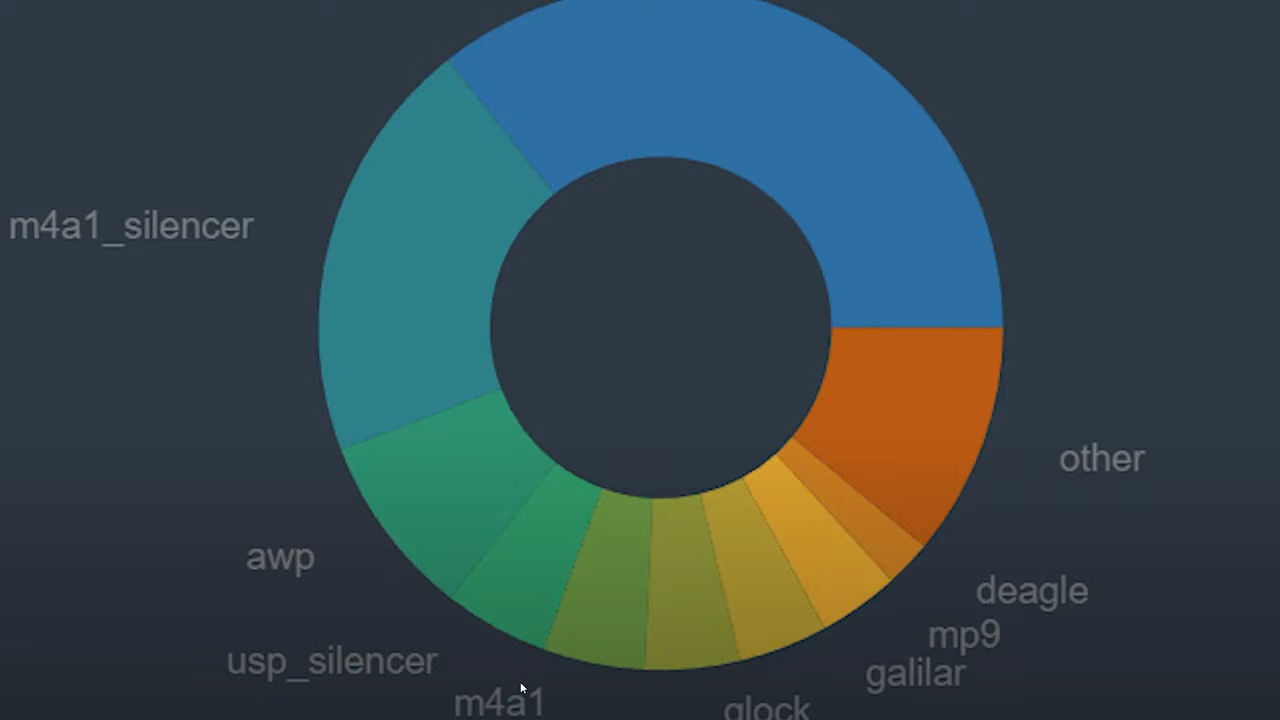 m4a1_silencer
other
awp
deagle
mp9
usp_silencer
galilar
m4a1
glock